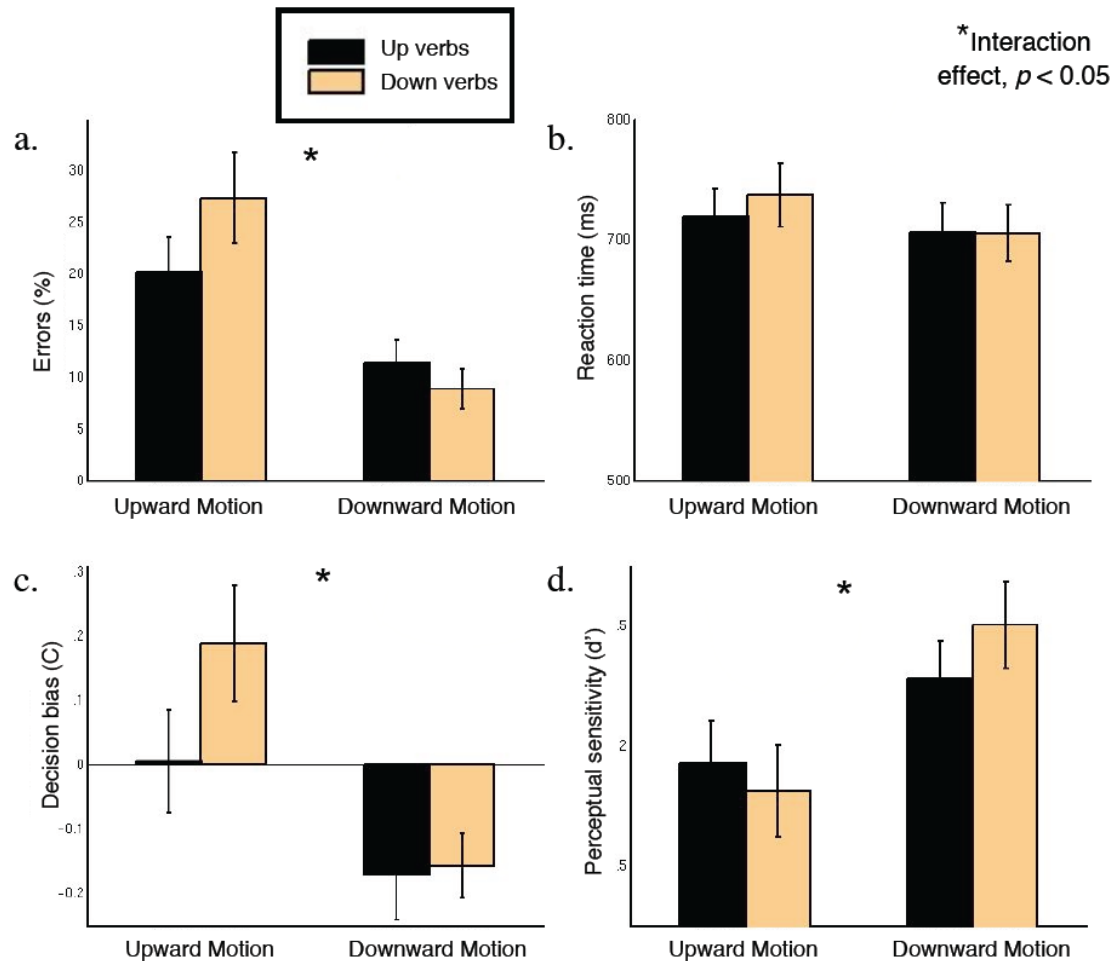 Up verbs
Down verbs
*Interaction
effect, p < 0.05
a.
*
Errors (%)
30
25
20
15
10
5
0
Upward Motion
Downward Motion
b.
Reaction time (ms)
800
700
600
500
Upward Motion
Downward Motion
c.
*
Decision bias (C)
.3
.2
.1
0
-0.1
-0.2
Upward Motion
Downward Motion
d.
*
Perceptual sensitivity (d')
.5
2
.5
Upward Motion
Downward Motion